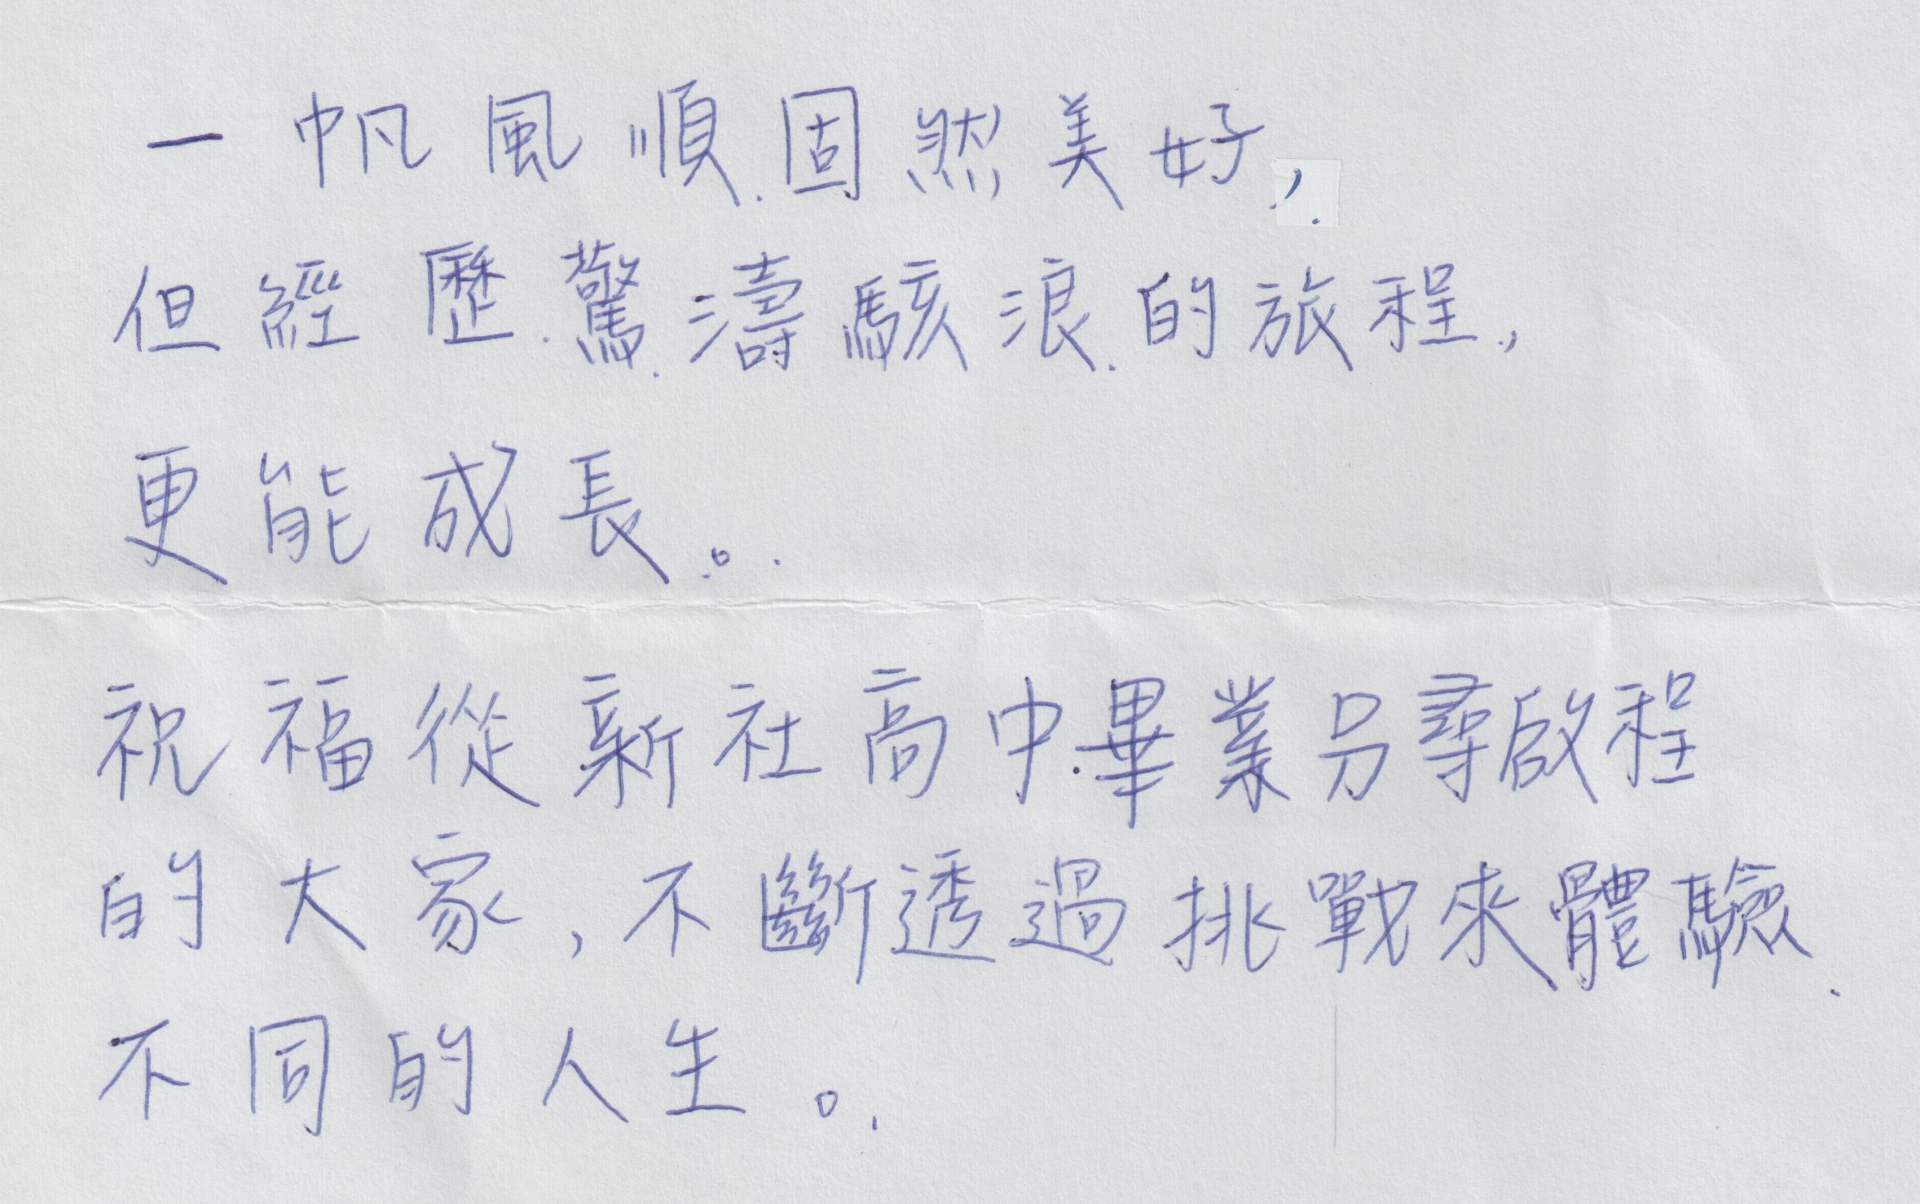 一帆風順固然美好，
但經歷驚濤駭浪的旅程，
更能成長。
祝福從新社高中畢業另尋啟程
的大家，不斷透過挑戰來體驗
不同的人生。